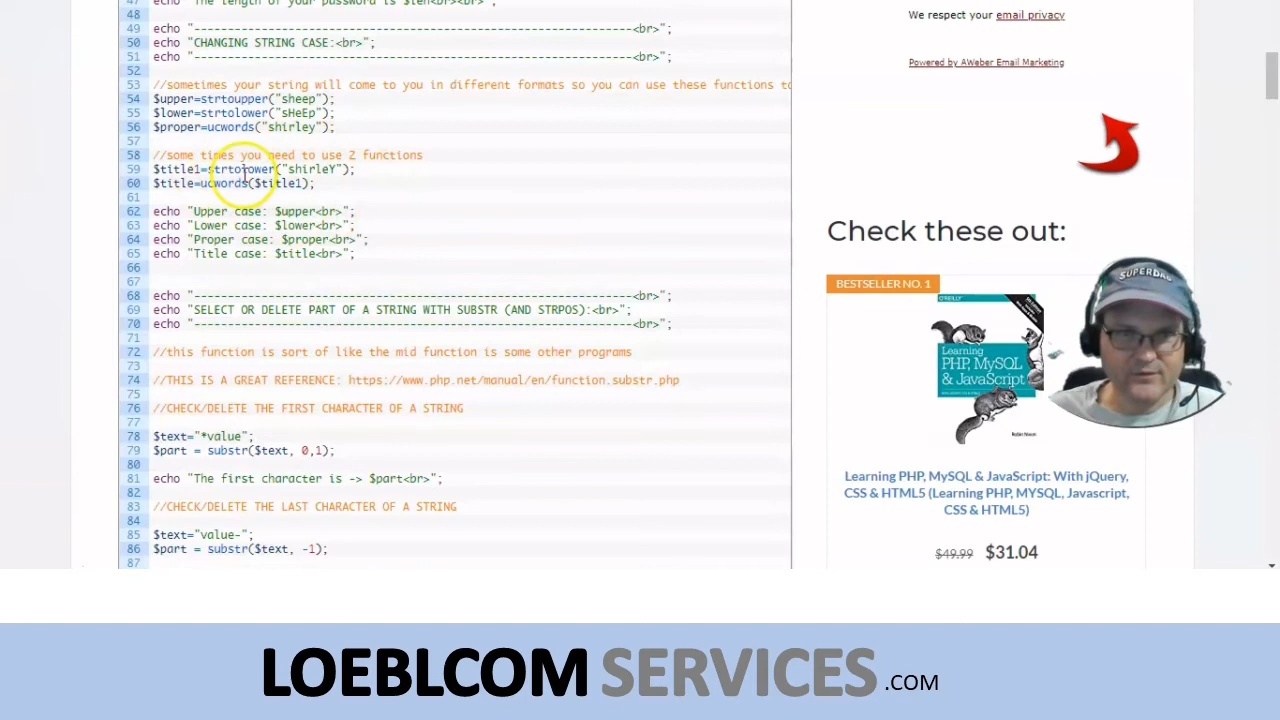 47 echo "The length of your password is $len<br><br>";
48
49 echo "-----------------------------------------------------------------<br>";
50 echo "CHANGING STRING CASE:<br>";
51 echo "-----------------------------------------------------------------<br>";
52
53 //sometimes your string will come to you in different formats so you can use these functions to
54 $upper=strtoupper("sheep");
55 $lower=strtolower("sHeEp");
56 $proper=ucwords("shirley");
57
58 //some times you need to use 2 functions
59 $title1=strtolower("shirleY");
60 $title=ucwords($title1);
61
62 echo "Upper case: $upper<br>";
63 echo "Lower case: $lower<br>";
64 echo "Proper case: $proper<br>";
65 echo "Title case: $title<br>";
66
67
68 echo "-----------------------------------------------------------------<br>";
69 echo "SELECT OR DELETE PART OF A STRING WITH SUBSTR (AND STRPOS):<br>";
70 echo "-----------------------------------------------------------------<br>";
71
72 //this function is sort of like the mid function is some other programs
73
74 //THIS IS A GREAT REFERENCE: https://www.php.net/manual/en/function.substr.php
75
76 //CHECK/DELETE THE FIRST CHARACTER OF A STRING
77
78 $text="*value";
79 $part = substr($text, 0,1);
80
81 echo "The first character is -> $part<br>";
82
83 //CHECK/DELETE THE LAST CHARACTER OF A STRING
84
85 $text="value-";
86 $part = substr($text, -1);
87
We respect your email privacy
Powered by AWeber Email Marketing
Check these out:
BESTSELLER NO. 1
O'REILLY
Learning
PHP, MySQL
& JavaScript
Robin Nixon
SUPERDAD
Learning PHP, MySQL & JavaScript: With jQuery,
CSS & HTML5 (Learning PHP, MYSQL, Javascript,
CSS & HTML5)
$49.99 $31.04
LOEBLCOM SERVICES .COM